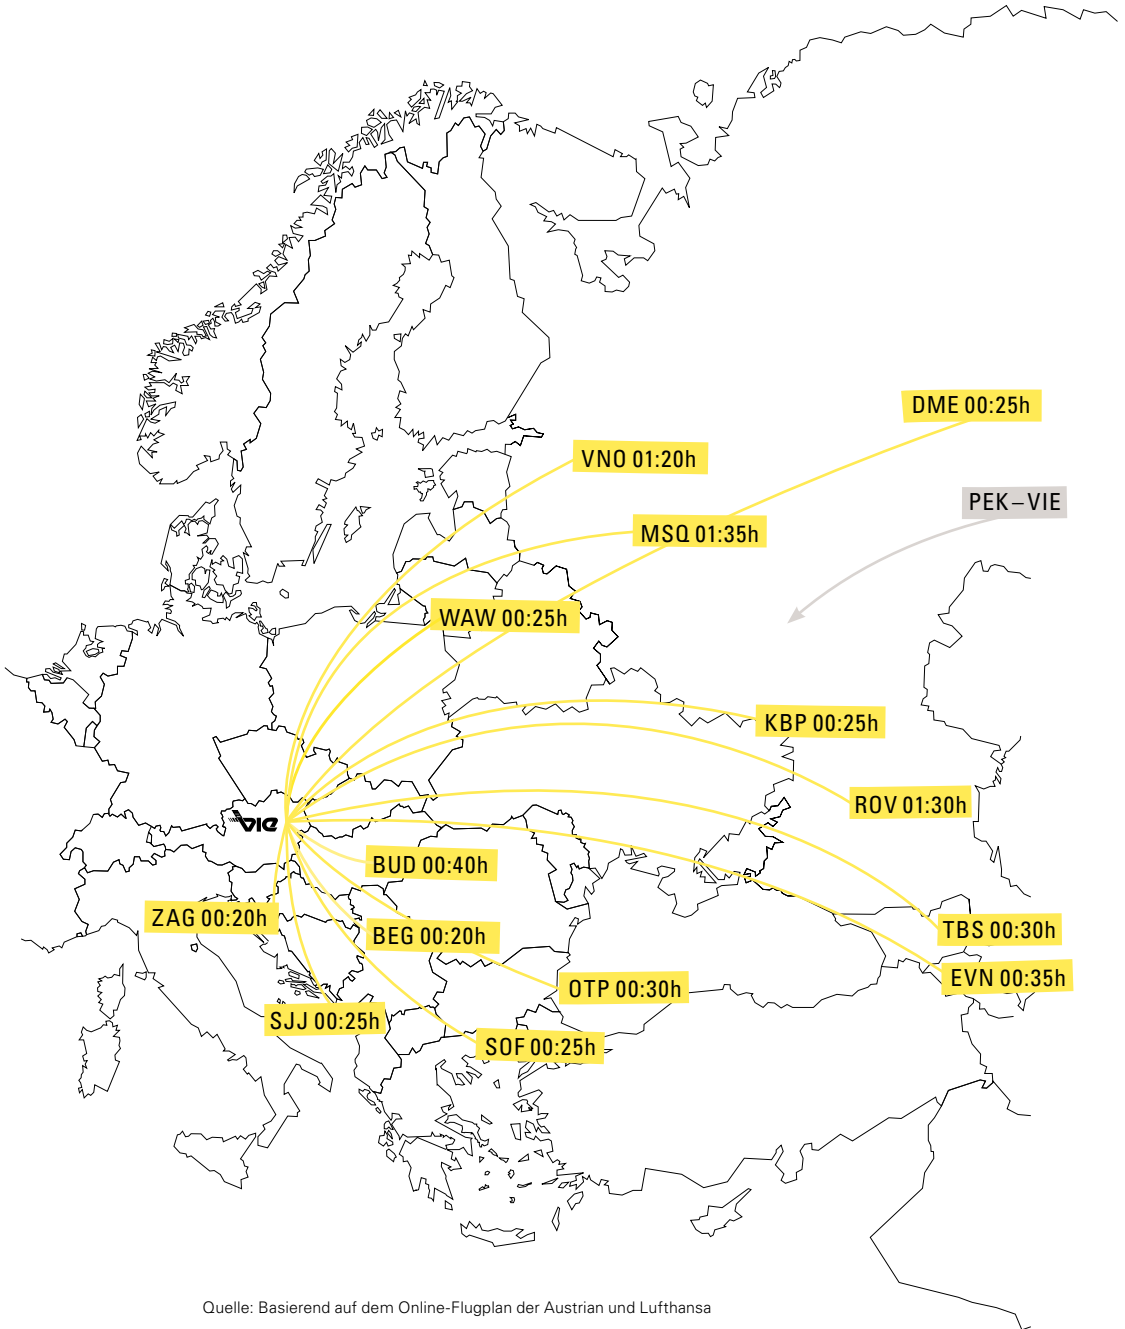 DME 00:25h
VNO 01:20h
PEK–VIE
MSQ 01:35h
WAW 00:25h
KBP 00:25h
ROV 01:30h
VIE
BUD 00:40h
ZAG 00:20h
BEG 00:20h
TBS 00:30h
EVN 00:35h
OTP 00:30h
SJJ 00:25h
SOF 00:25h
Quelle: Basierend auf dem Online-Flugplan der Austrian und Lufthansa